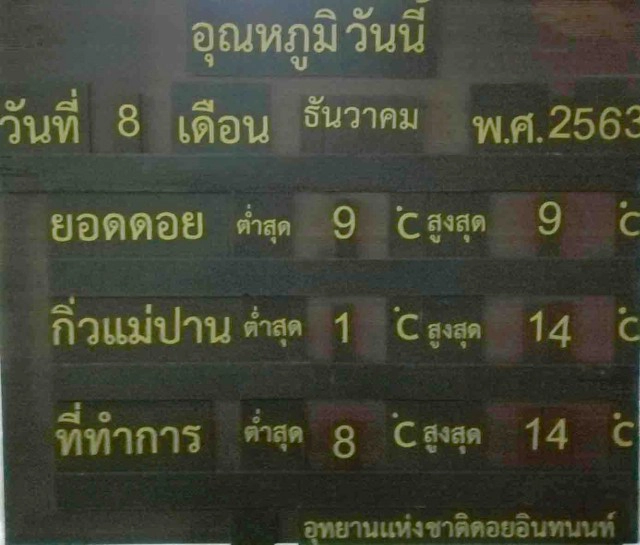 อุณหภูมิ วันนี้
วันที่ 8 เดือน ธันวาคม พ.ศ. 2563
ยอดดอย ต่ำสุด 9 °C สูงสุด 9 °C
กิ่วแม่ปาน ต่ำสุด 1 °C สูงสุด 14 °C
ที่ทำการ ต่ำสุด 8 °C สูงสุด 14 °C
อุทยานแห่งชาติดอยอินทนนท์